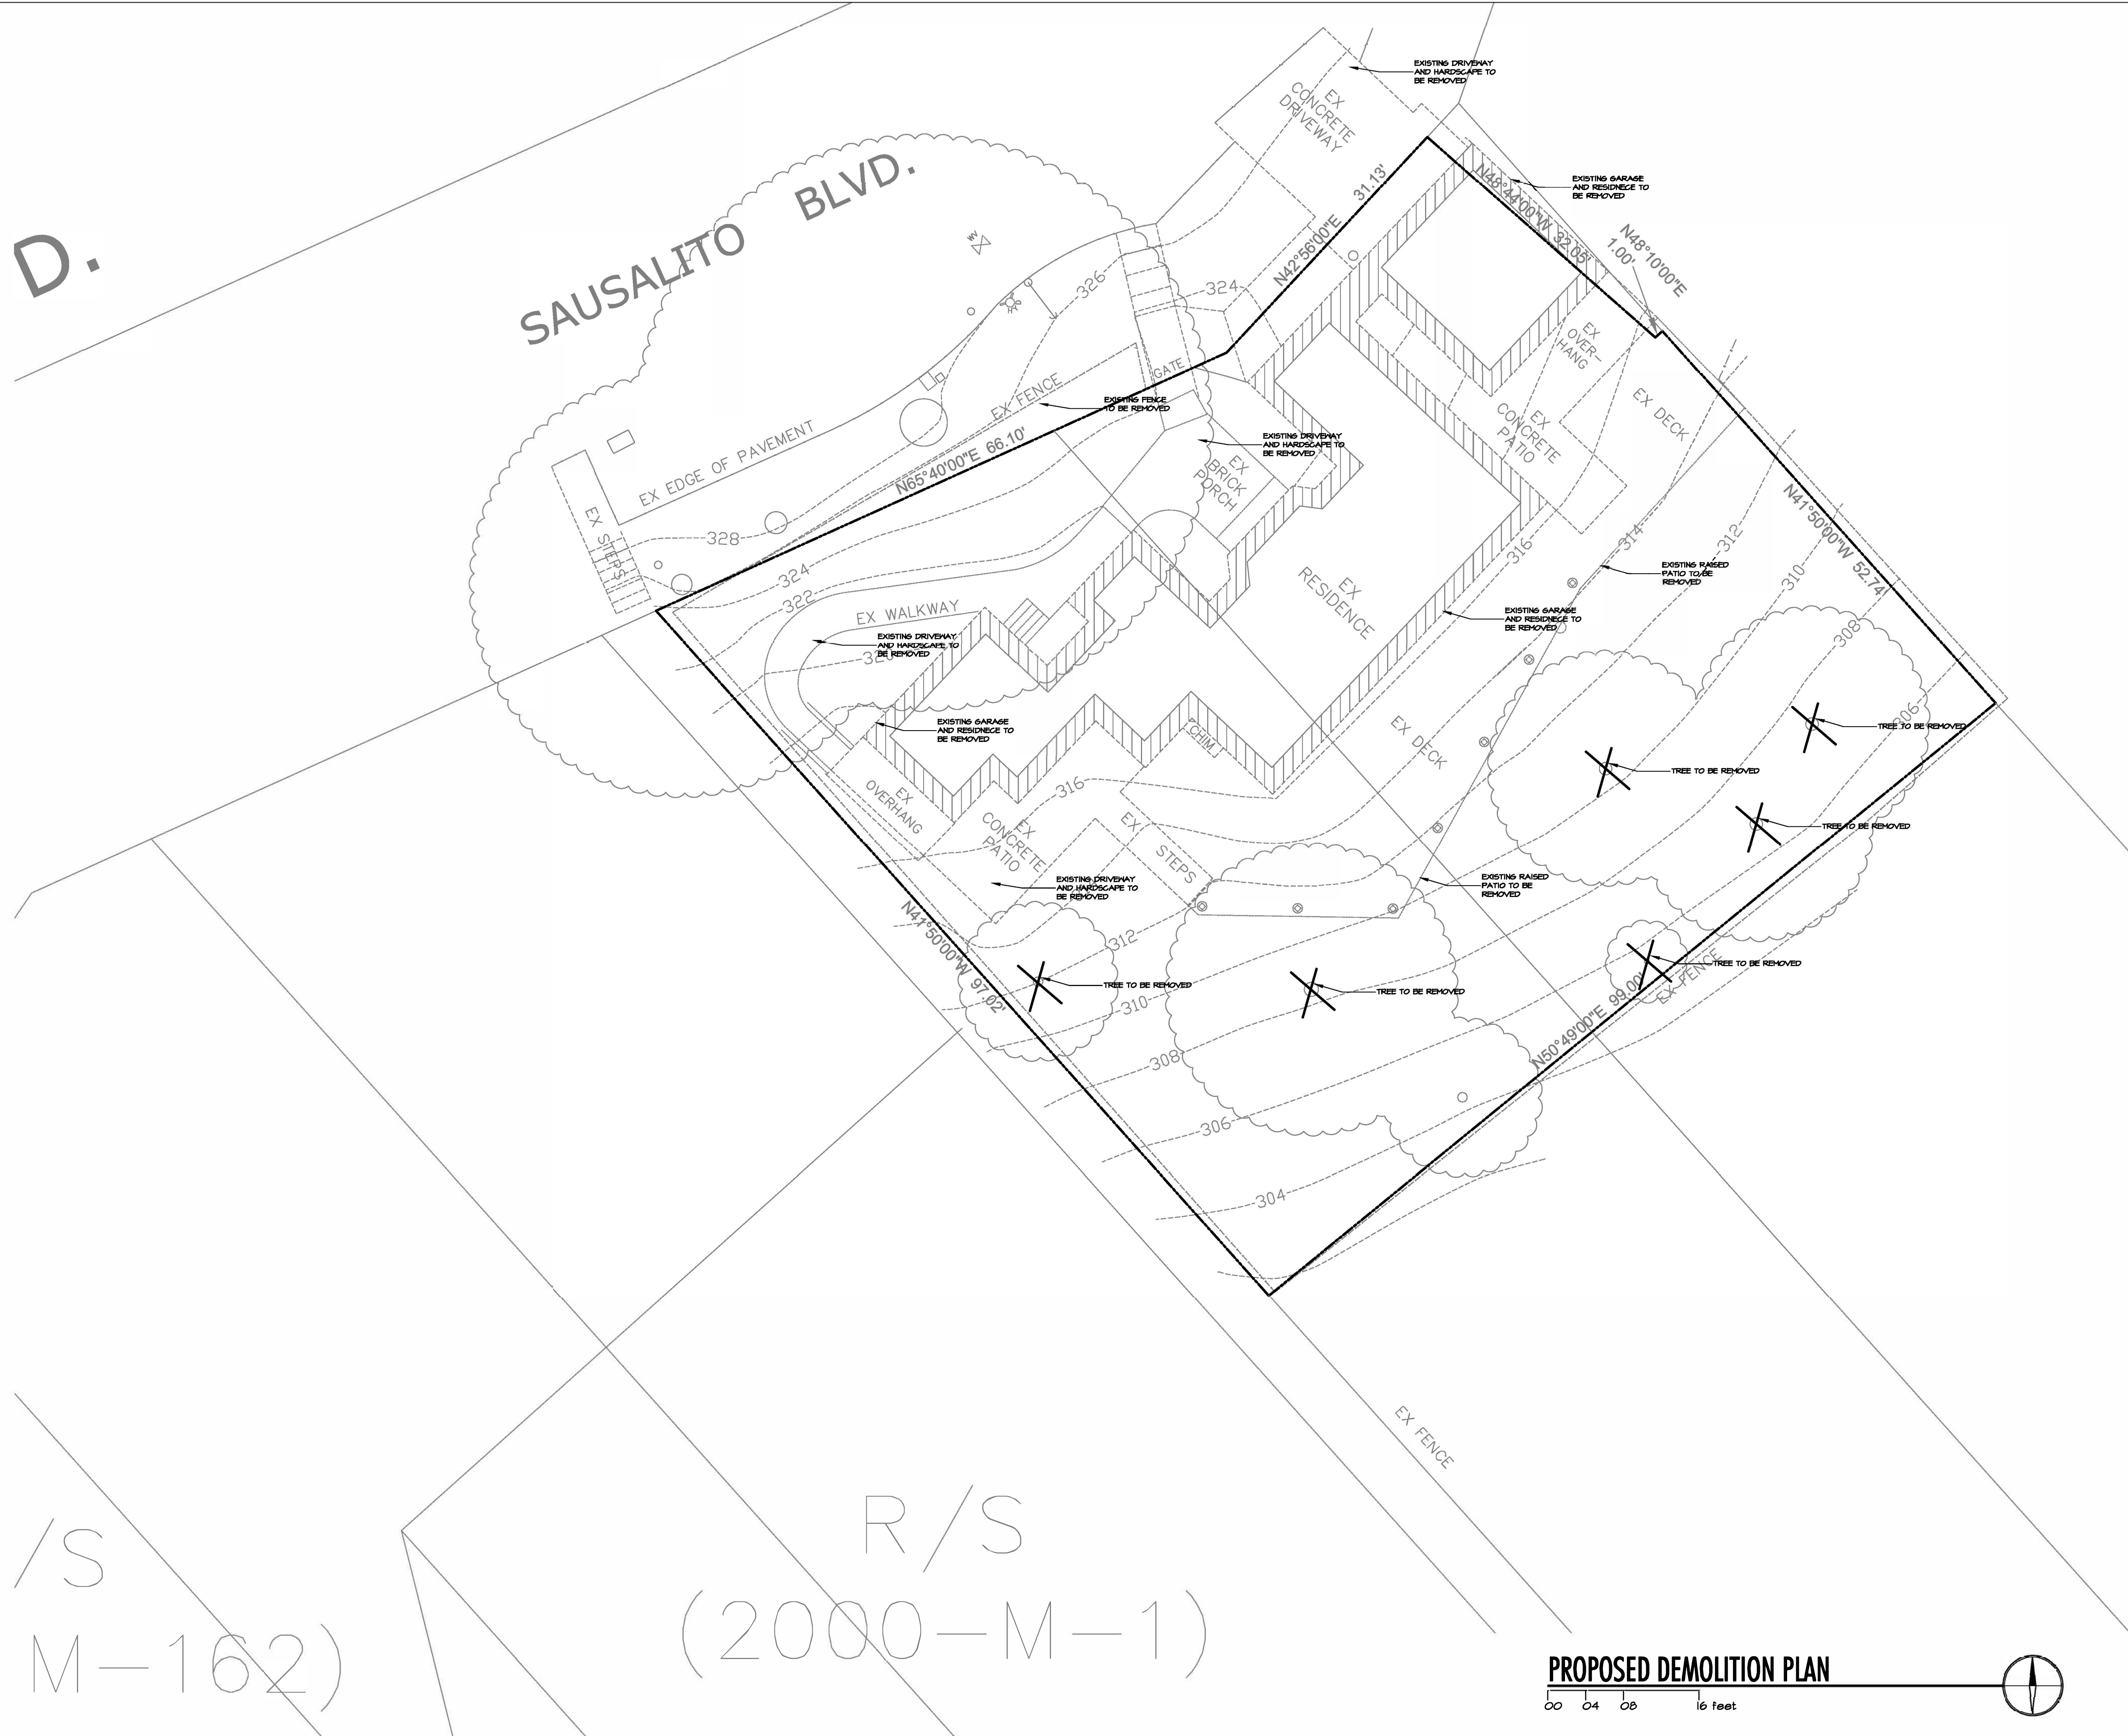 EXISTING DRIVEWAY
AND HARDSCAPE TO
BE REMOVED
EX
CONCRETE
DRIVEWAY
SAUSALITO BLVD.
D.
N42°56'00"E 31.13'
N48°44'00"W 32.05'
EXISTING GARAGE
AND RESIDNECE TO
BE REMOVED
N48°10'00"E
1.00'
WV
HY
326
324
GATE
EX FENCE
EXISTING FENCE
TO BE REMOVED
EX EDGE OF PAVEMENT
N65°40'00"E 66.10'
EXISTING DRIVEWAY
AND HARDSCAPE TO
BE REMOVED
EX
BRICK
PORCH
EX
OVER-
HANG
EX DECK
EX
CONCRETE
PATIO
EX STEPS
328
324
322
EX WALKWAY
EXISTING DRIVEWAY
AND HARDSCAPE TO
BE REMOVED
EX
RESIDENCE
316
314
312
310
308
306
N41°50'00"W 52.74'
EXISTING RAISED
PATIO TO BE
REMOVED
EXISTING GARAGE
AND RESIDNECE TO
BE REMOVED
EXISTING GARAGE
AND RESIDNECE TO
BE REMOVED
CHIM.
EX DECK
TREE TO BE REMOVED
TREE TO BE REMOVED
TREE TO BE REMOVED
EX
OVERHANG
EX
CONCRETE
PATIO
316
EX
STEPS
EXISTING DRIVEWAY
AND HARDSCAPE TO
BE REMOVED
EXISTING RAISED
PATIO TO BE
REMOVED
N41°50'00"W 97.02'
312
310
308
306
304
TREE TO BE REMOVED
TREE TO BE REMOVED
TREE TO BE REMOVED
N50°49'00"E 99.00'
EX FENCE
EX FENCE
/S
M-162)
R/S
(2000-M-1)
PROPOSED DEMOLITION PLAN
00 04 08 16 feet